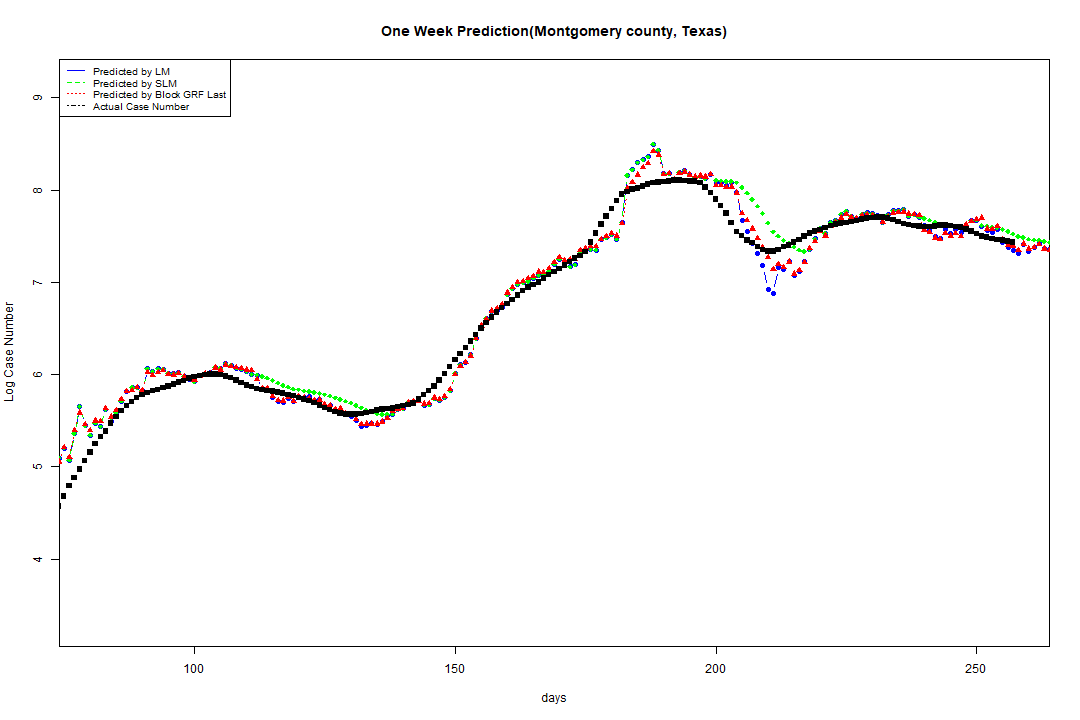 One Week Prediction(Montgomery county, Texas)
Predicted by LM
Predicted by SLM
Predicted by Block GRF Last
Actual Case Number
9
8
7
6
5
4
Log Case Number
100 150 200 250
days